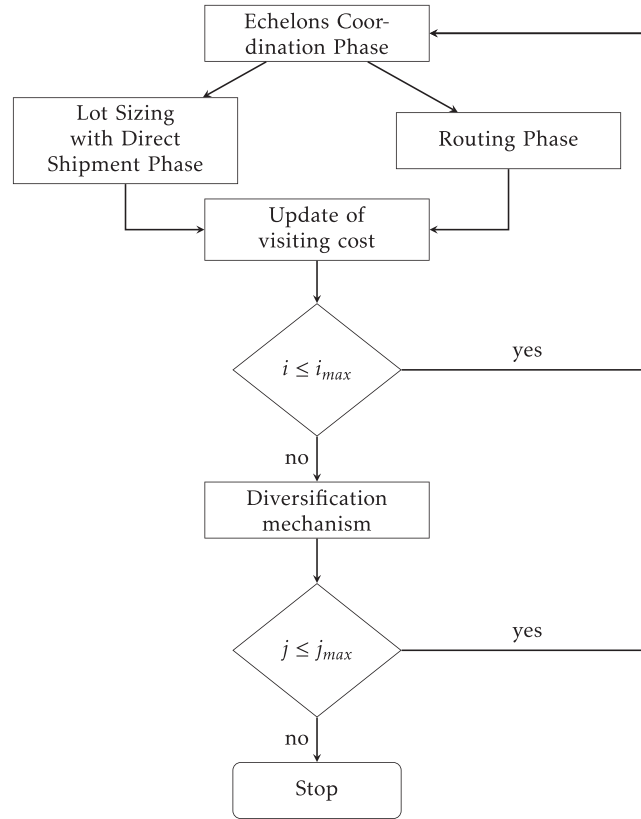 Echelons Coor-
dination Phase
Lot Sizing
with Direct
Shipment Phase
Routing Phase
Update of
visiting cost
i ≤ i_max
yes
no
Diversification
mechanism
j ≤ j_max
yes
no
Stop